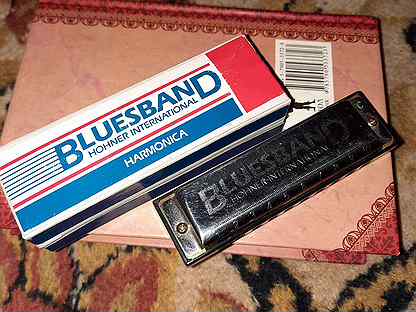 BLUESBAND
HOHNER INTERNATIONAL
HARMONICA
BLUESBAND
HOHNER INTERNATIONAL
C